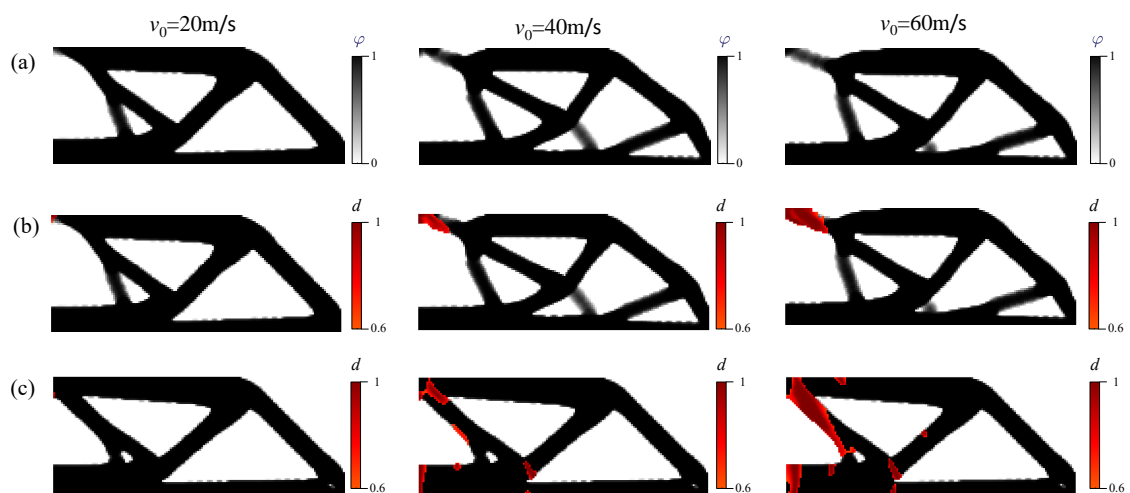 v₀=20m/s v₀=40m/s v₀=60m/s
(a) φ 1 0 φ 1 0 φ 1 0
(b) d 1 0.6 d 1 0.6 d 1 0.6
(c) d 1 0.6 d 1 0.6 d 1 0.6